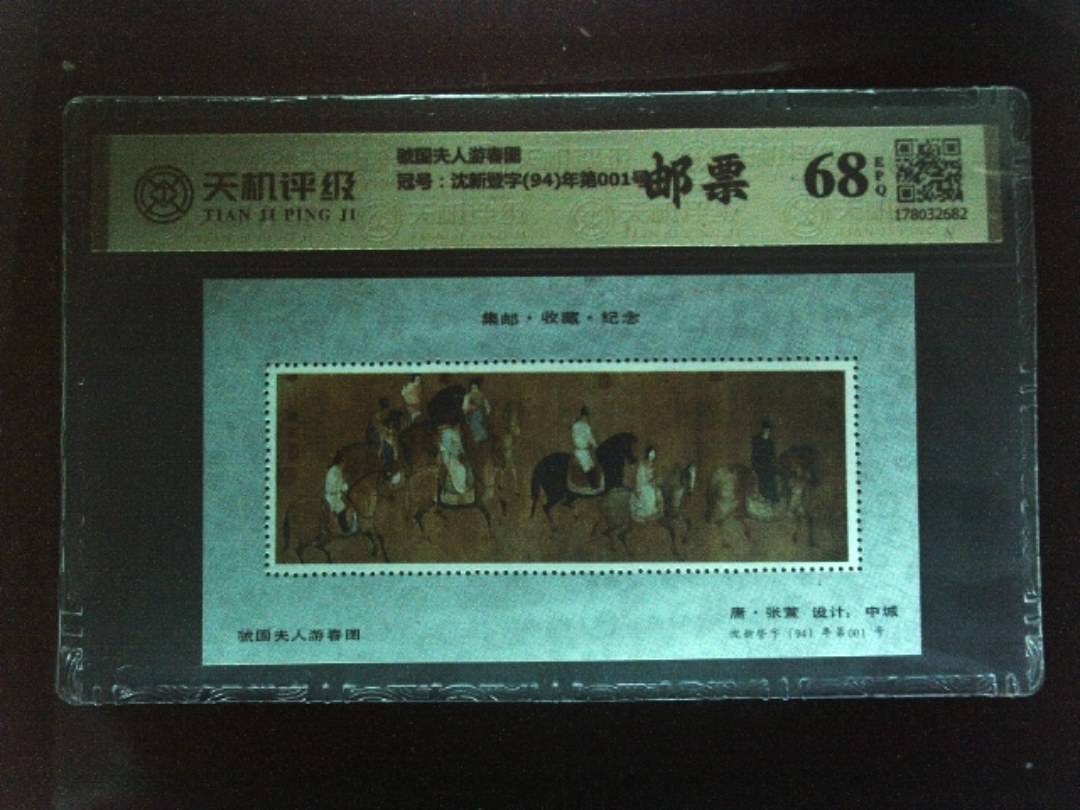 天机评级
TIAN JI PING JI
虢国夫人游春图
冠号：沈新登字(94)年第001号
邮票
68
EPQ
178032682
集邮·收藏·纪念
唐·张萱 设计：中城
虢国夫人游春图
沈新登字（94）年第001号